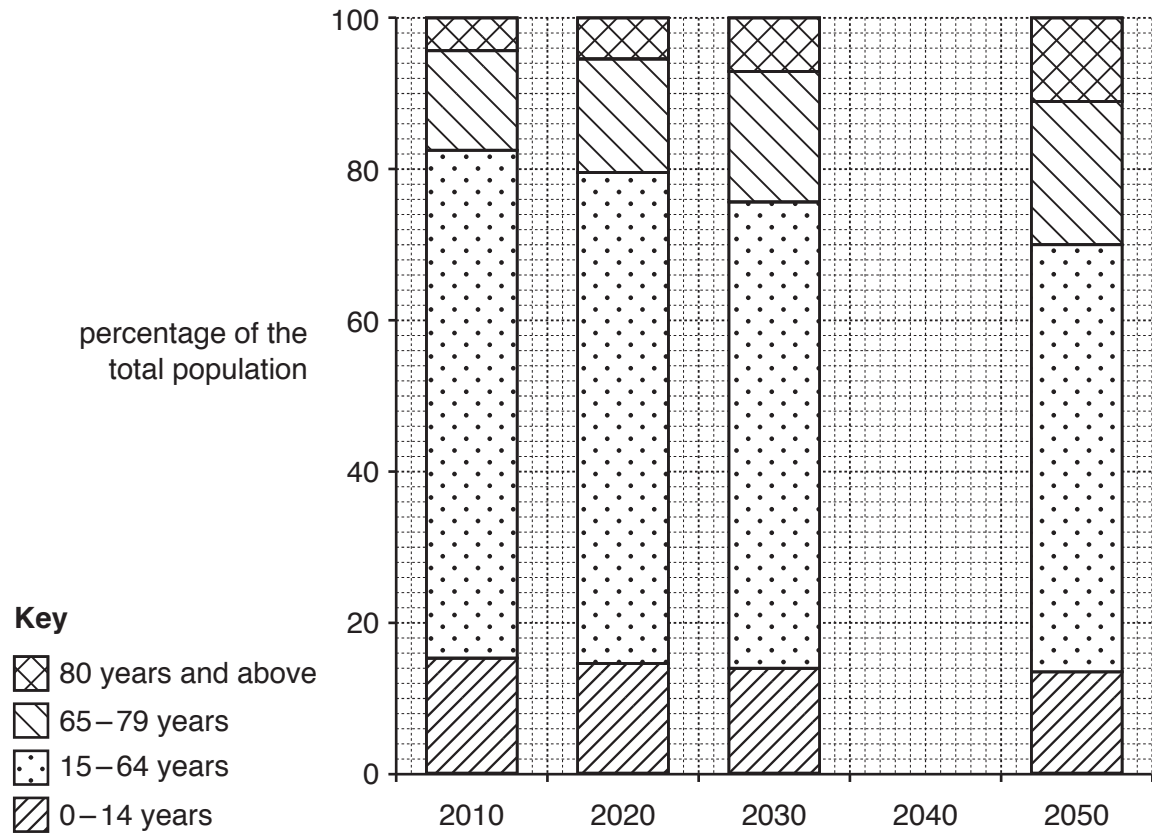 100
80
60
40
20
0
percentage of the
total population
Key
80 years and above
65–79 years
15–64 years
0–14 years
2010 2020 2030 2040 2050